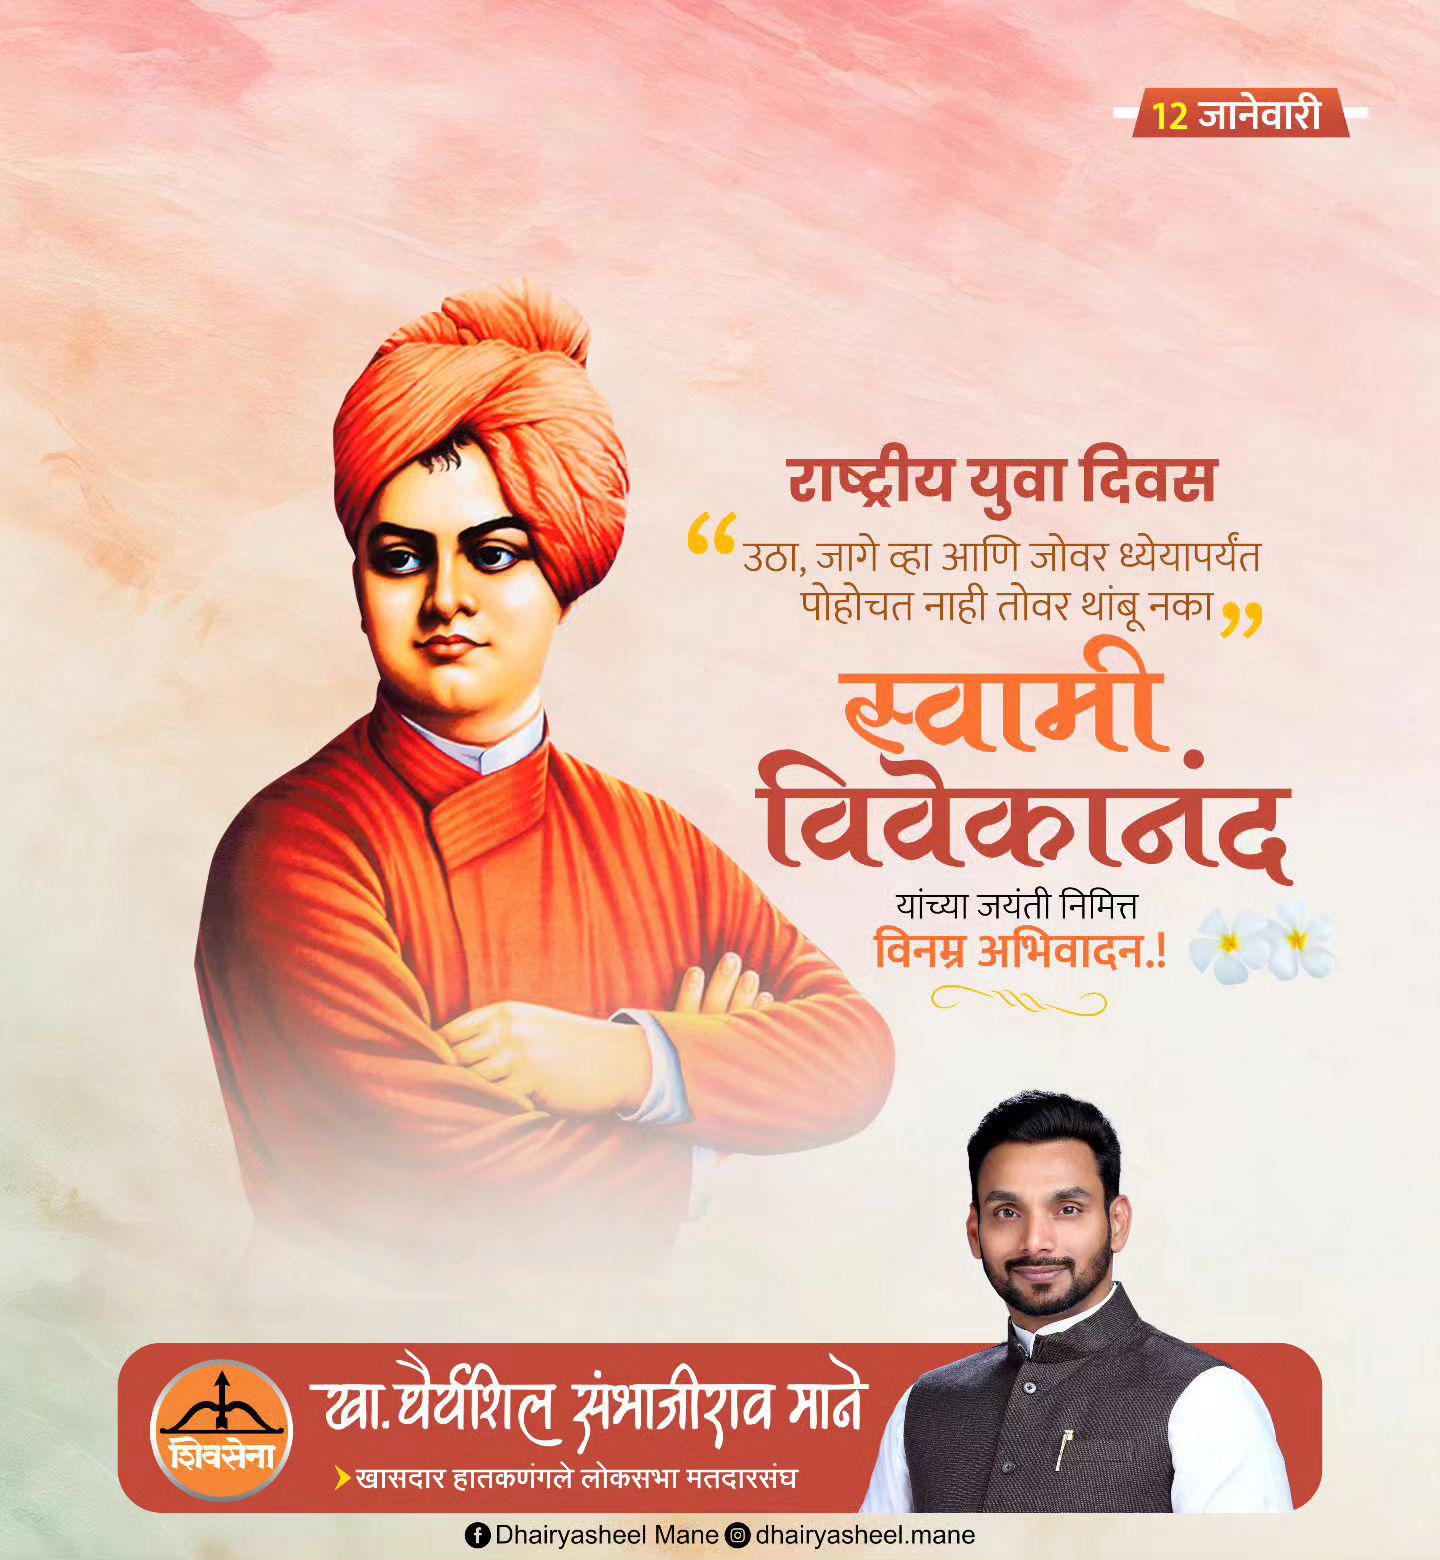 12 जानेवारी
राष्ट्रीय युवा दिवस
“उठा, जागे व्हा आणि जोवर ध्येयापर्यंत
पोहोचत नाही तोवर थांबू नका”
स्वामी
विवेकानंद
यांच्या जयंती निमित्त
विनम्र अभिवादन.!
खा. धैर्यशिल संभाजीराव माने
शिवसेना
खासदार हातकणंगले लोकसभा मतदारसंघ
Dhairyasheel Mane dhairyasheel.mane